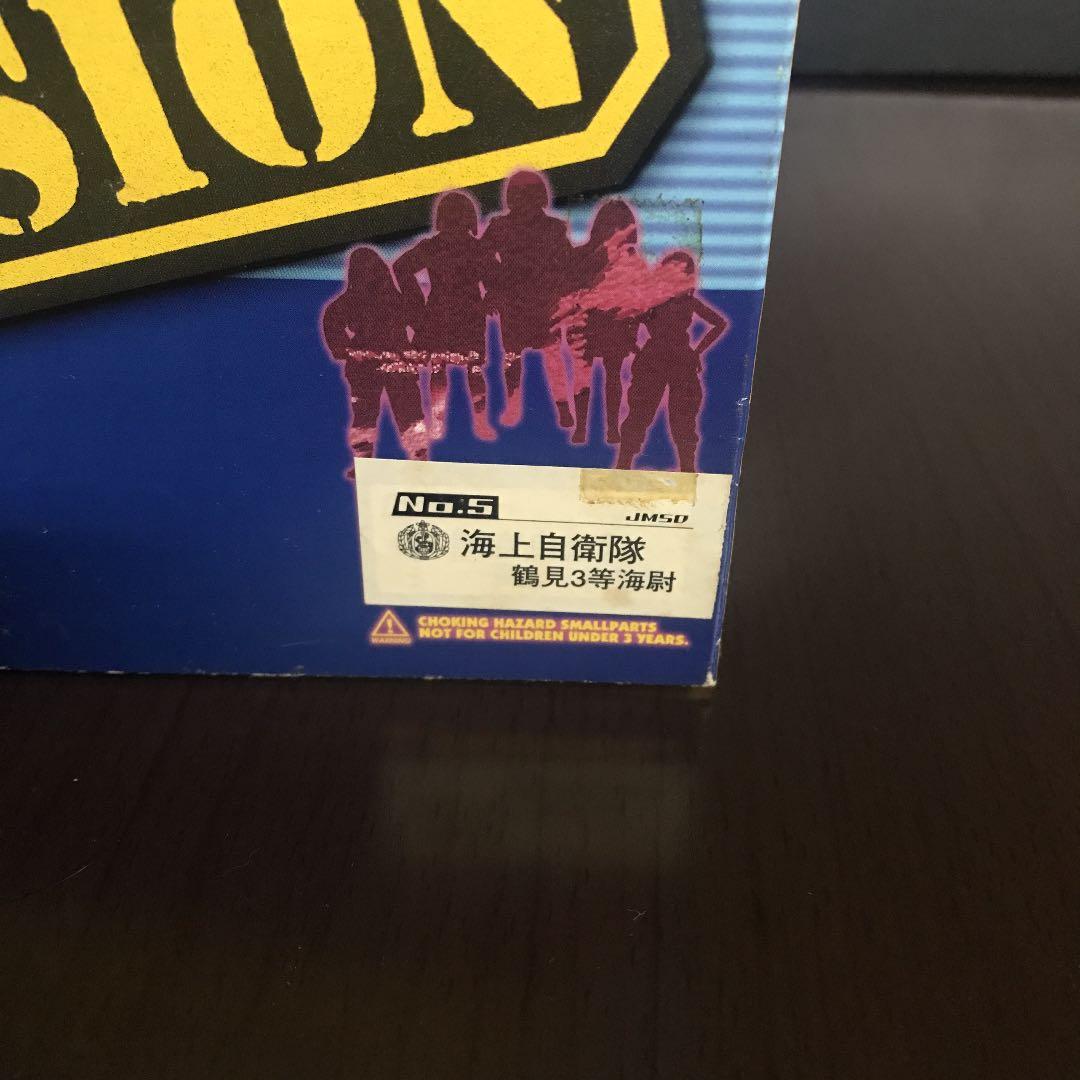 SION
No.5
JMSD
海上自衛隊
鶴見3等海尉
WARNING
CHOKING HAZARD SMALLPARTS
NOT FOR CHILDREN UNDER 3 YEARS.